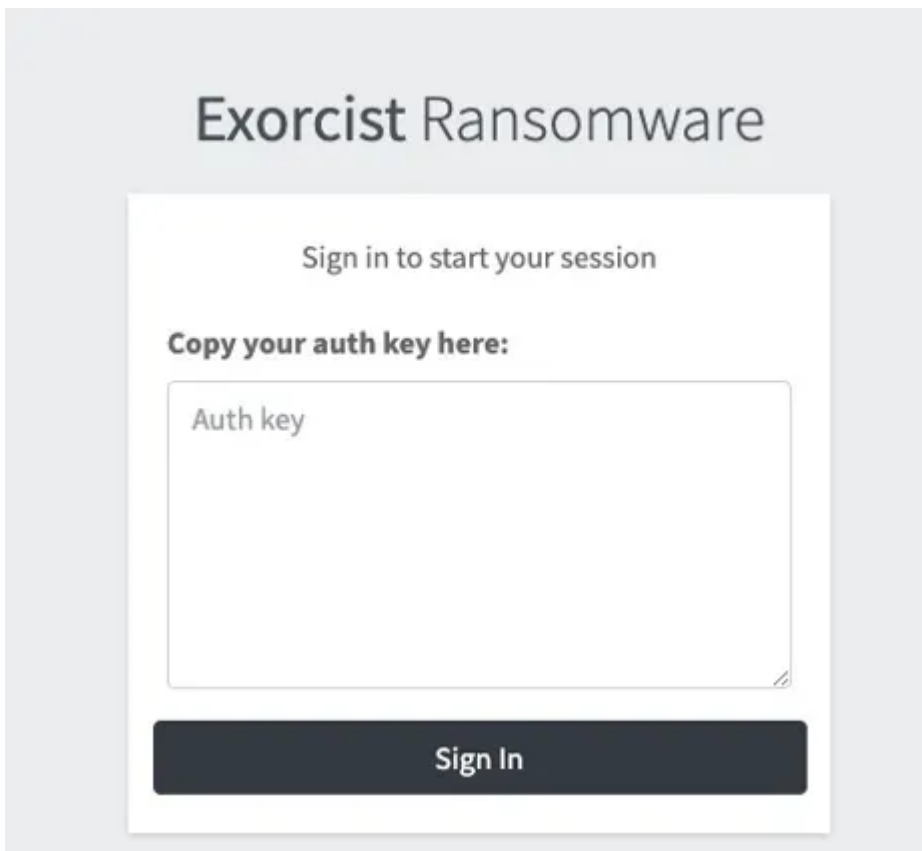 Exorcist Ransomware
Sign in to start your session
Copy your auth key here:
Auth key
Sign In